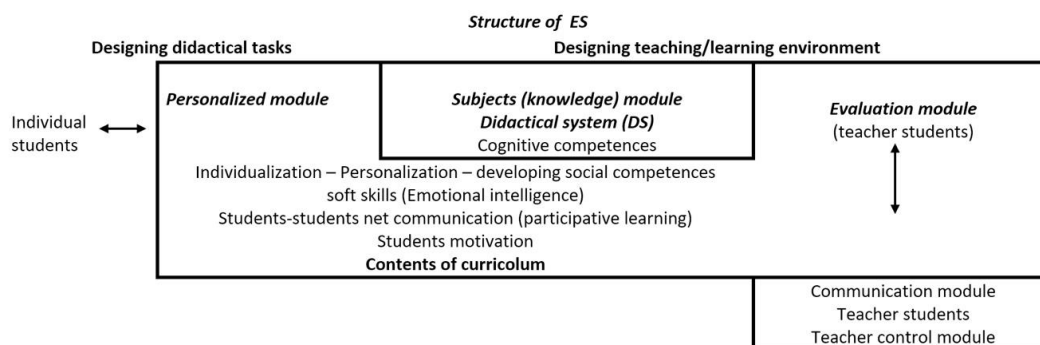 Structure of ES
Designing didactical tasks
Designing teaching/learning environment
Personalized module
Individual
students
Subjects (knowledge) module
Didactical system (DS)
Cognitive competences
Evaluation module
(teacher students)
Individualization – Personalization – developing social competences
soft skills (Emotional intelligence)
Students-students net communication (participative learning)
Students motivation
Contents of curricolum
Communication module
Teacher students
Teacher control module